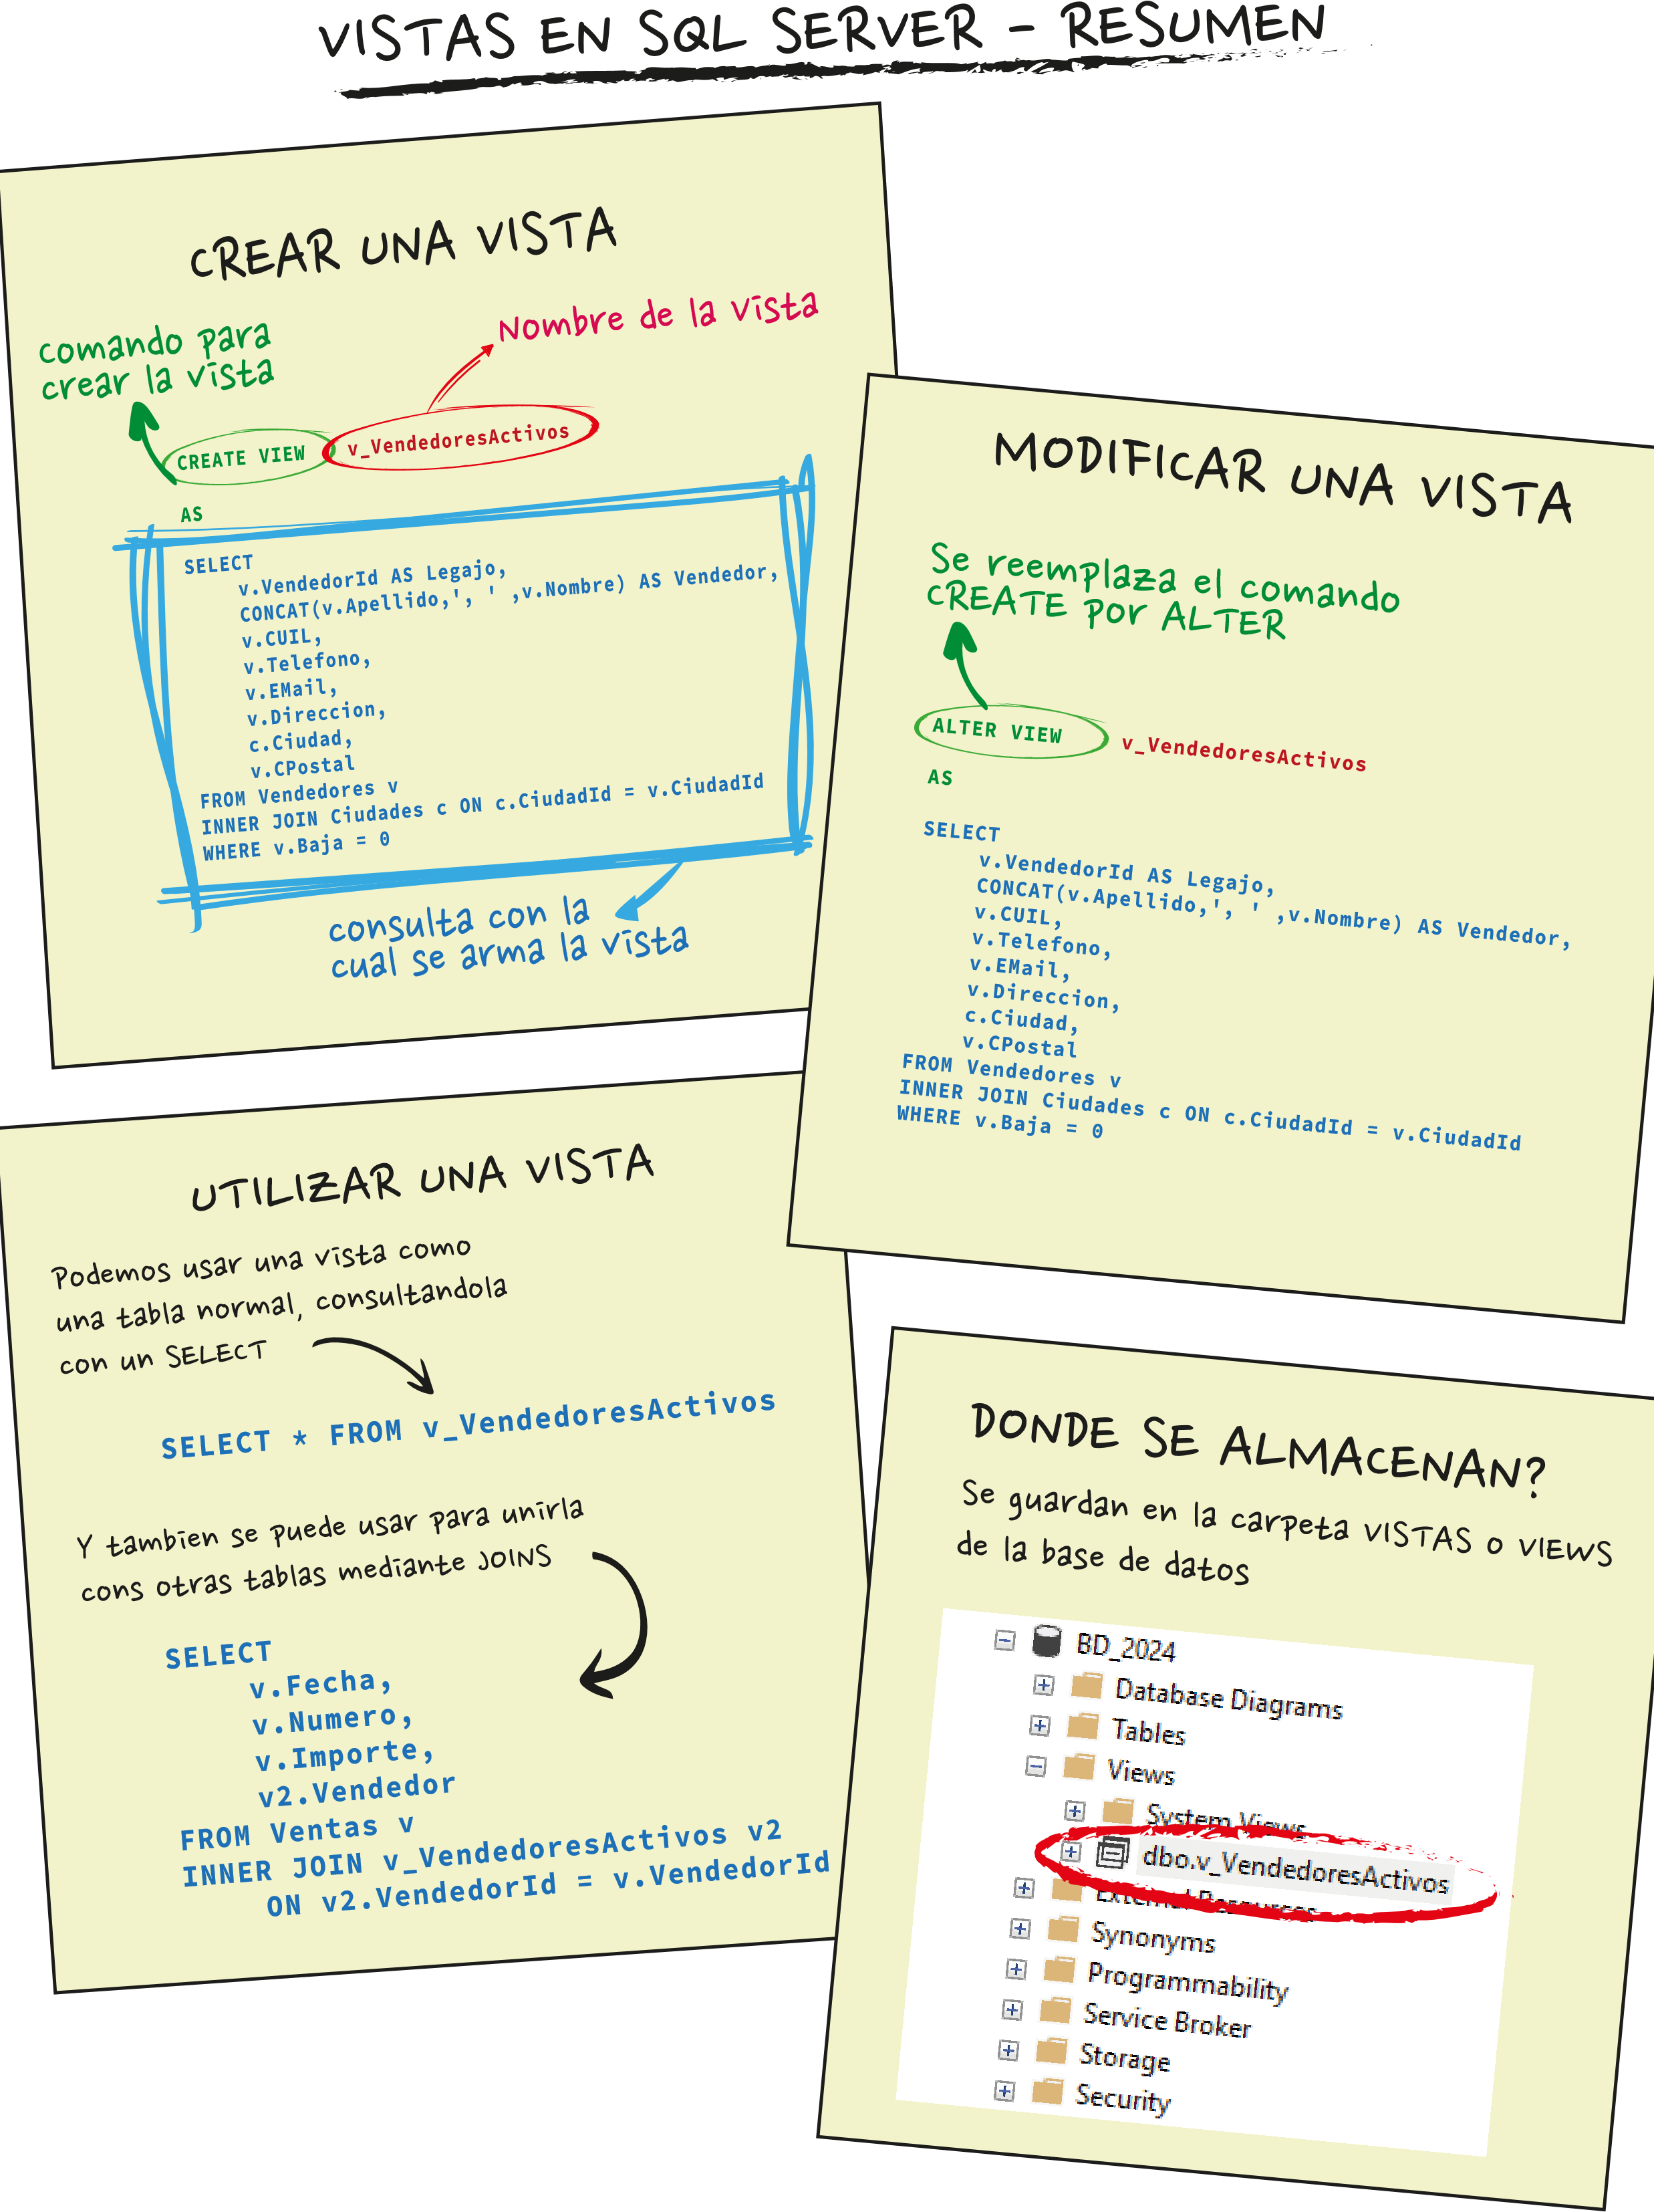 VISTAS EN SQL SERVER - RESUMEN
CREAR UNA VISTA
comando para
crear la vista
Nombre de la vista
CREATE VIEW v_VendedoresActivos
AS
SELECT
v.VendedorId AS Legajo,
CONCAT(v.Apellido,', ' ,v.Nombre) AS Vendedor,
v.CUIL,
v.Telefono,
v.EMail,
v.Direccion,
c.Ciudad,
v.CPostal
FROM Vendedores v
INNER JOIN Ciudades c ON c.CiudadId = v.CiudadId
WHERE v.Baja = 0
consulta con la
cual se arma la vista
MODIFICAR UNA VISTA
Se reemplaza el comando
CREATE por ALTER
ALTER VIEW v_VendedoresActivos
AS
SELECT
v.VendedorId AS Legajo,
CONCAT(v.Apellido,', ' ,v.Nombre) AS Vendedor,
v.CUIL,
v.Telefono,
v.EMail,
v.Direccion,
c.Ciudad,
v.CPostal
FROM Vendedores v
INNER JOIN Ciudades c ON c.CiudadId = v.CiudadId
WHERE v.Baja = 0
UTILIZAR UNA VISTA
Podemos usar una vista como
una tabla normal, consultandola
con un SELECT
SELECT * FROM v_VendedoresActivos
Y tambien se puede usar para unirla
cons otras tablas mediante JOINS
SELECT
v.Fecha,
v.Numero,
v.Importe,
v2.Vendedor
FROM Ventas v
INNER JOIN v_VendedoresActivos v2
ON v2.VendedorId = v.VendedorId
DONDE SE ALMACENAN?
Se guardan en la carpeta VISTAS o VIEWS
de la base de datos
BD_2024
Database Diagrams
Tables
Views
System Views
dbo.v_VendedoresActivos
External Resources
Synonyms
Programmability
Service Broker
Storage
Security